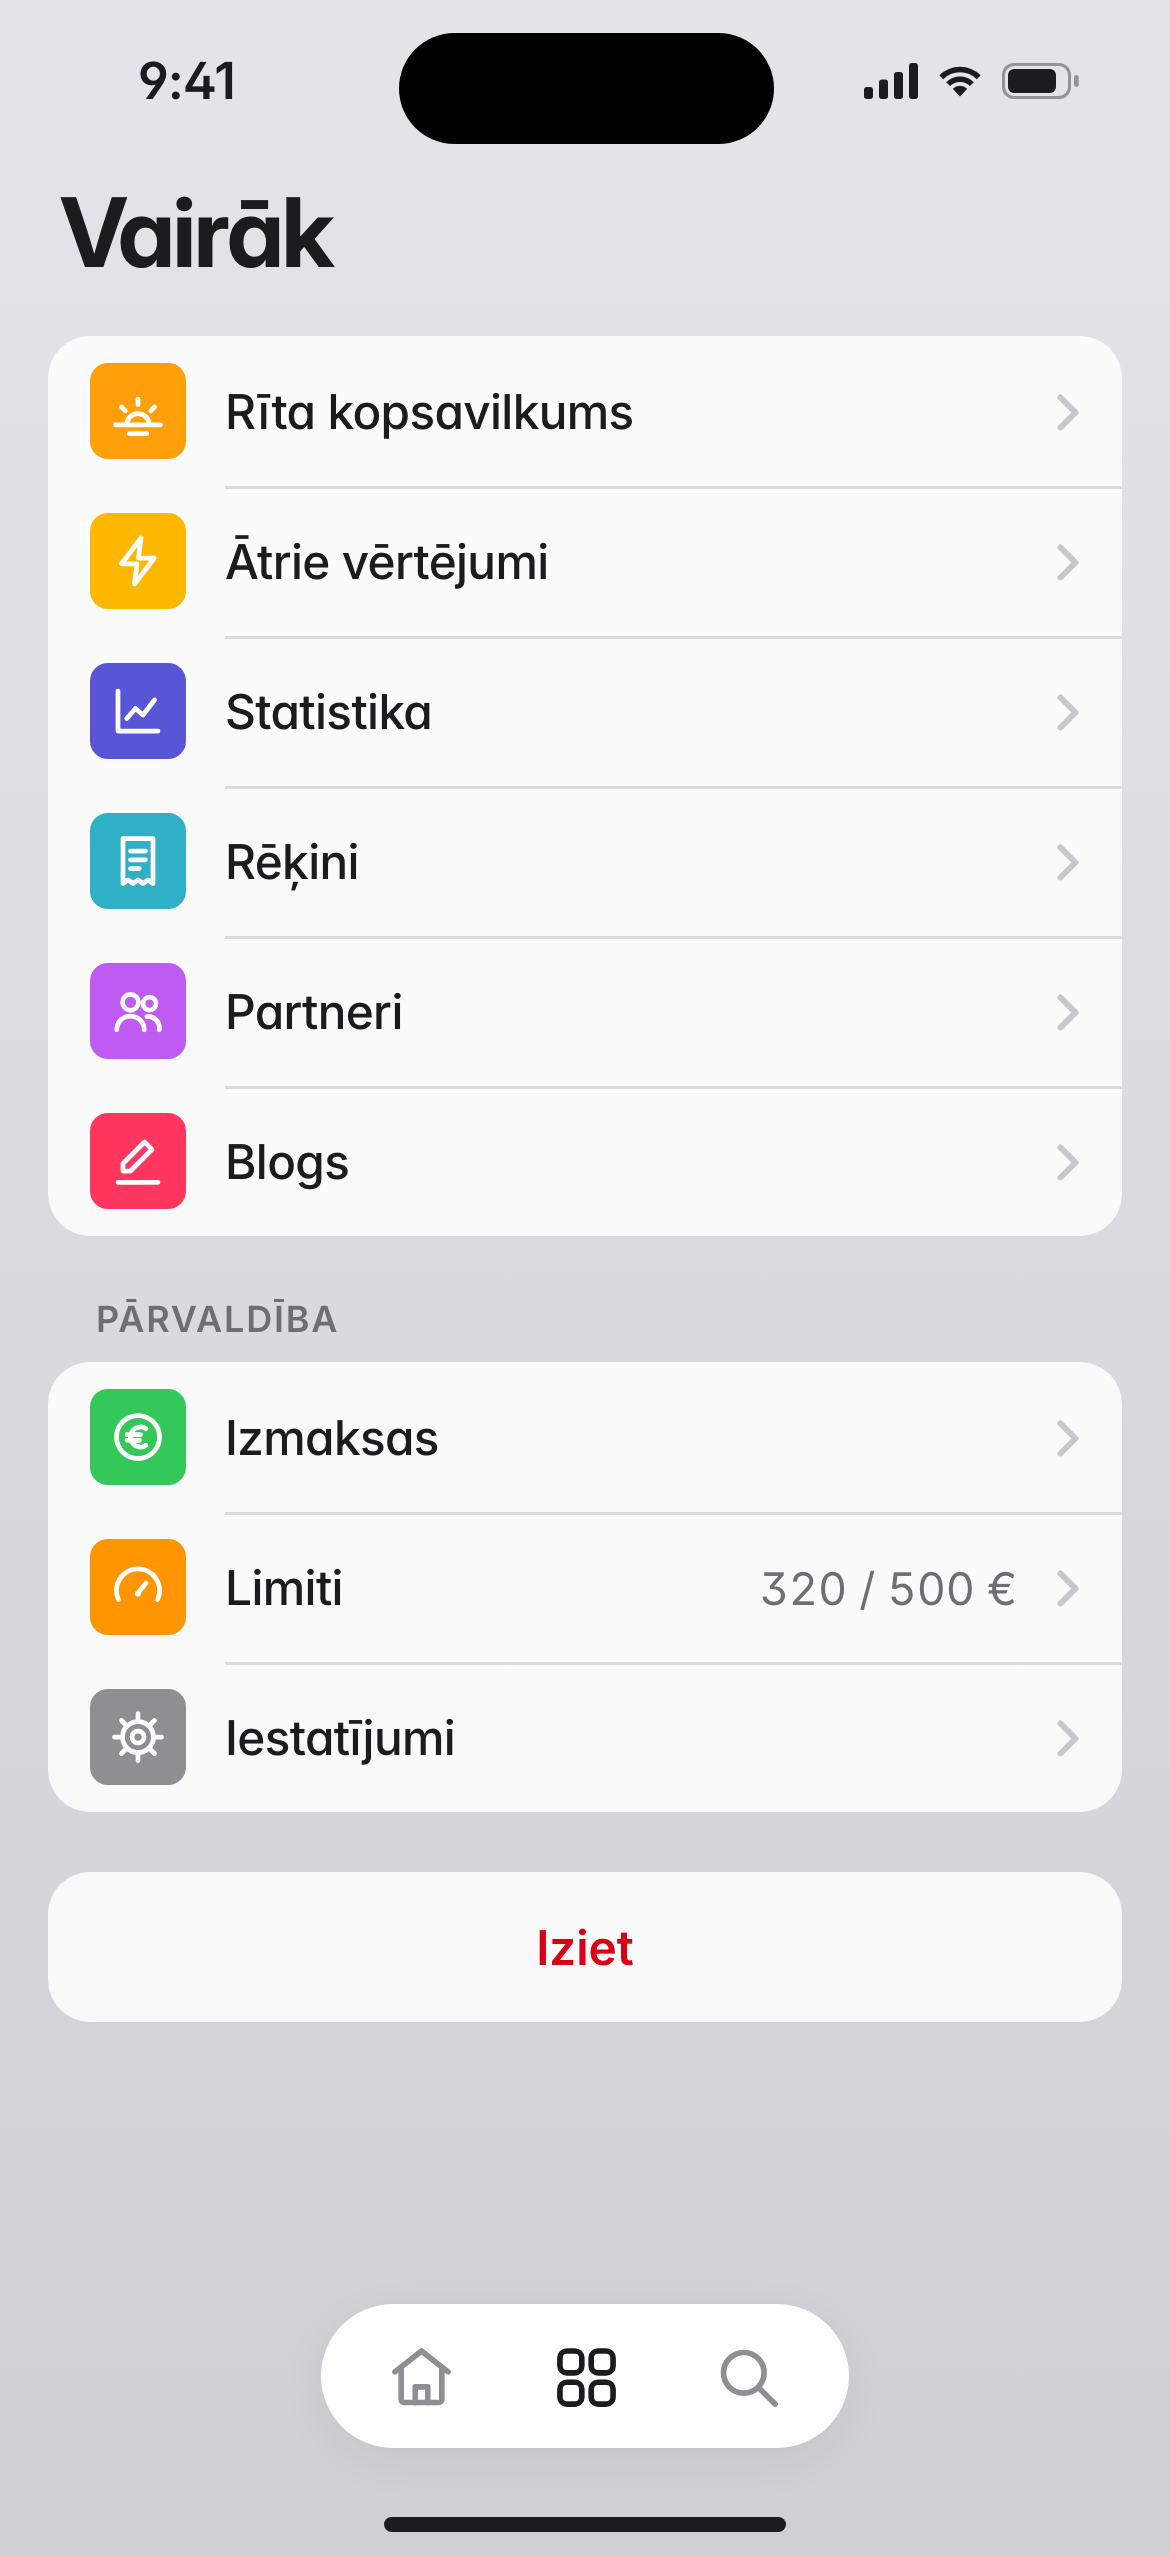 9:41
Vairāk
Rīta kopsavilkums
Ātrie vērtējumi
Statistika
Rēķini
Partneri
Blogs
PĀRVALDĪBA
Izmaksas
Limiti 320 / 500 €
Iestatījumi
Iziet